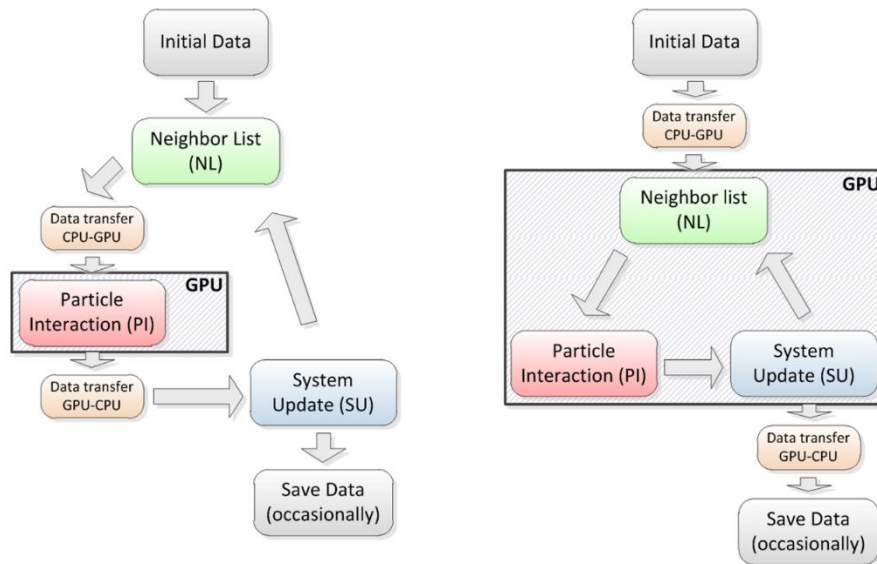 Initial Data
Neighbor List
(NL)
Data transfer
CPU-GPU
GPU
Particle
Interaction (PI)
Data transfer
GPU-CPU
System
Update (SU)
Save Data
(occasionally)
Initial Data
Data transfer
CPU-GPU
GPU
Neighbor list
(NL)
Particle
Interaction (PI)
System
Update (SU)
Data transfer
GPU-CPU
Save Data
(occasionally)